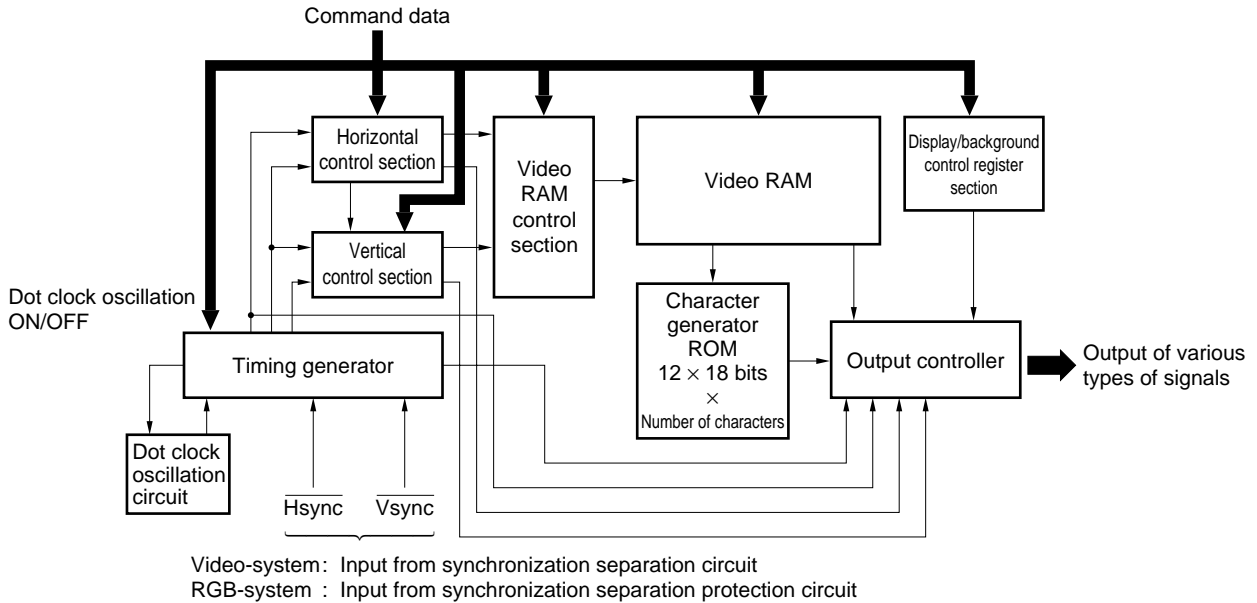 Command data
Horizontal
control section
Video
RAM
control
section
Video RAM
Display/background
control register
section
Vertical
control section
Dot clock oscillation
ON/OFF
Timing generator
Character
generator
ROM
12 × 18 bits
×
Number of characters
Output controller
Output of various
types of signals
Dot clock
oscillation
circuit
Hsync Vsync
Video-system : Input from synchronization separation circuit
RGB-system : Input from synchronization separation protection circuit